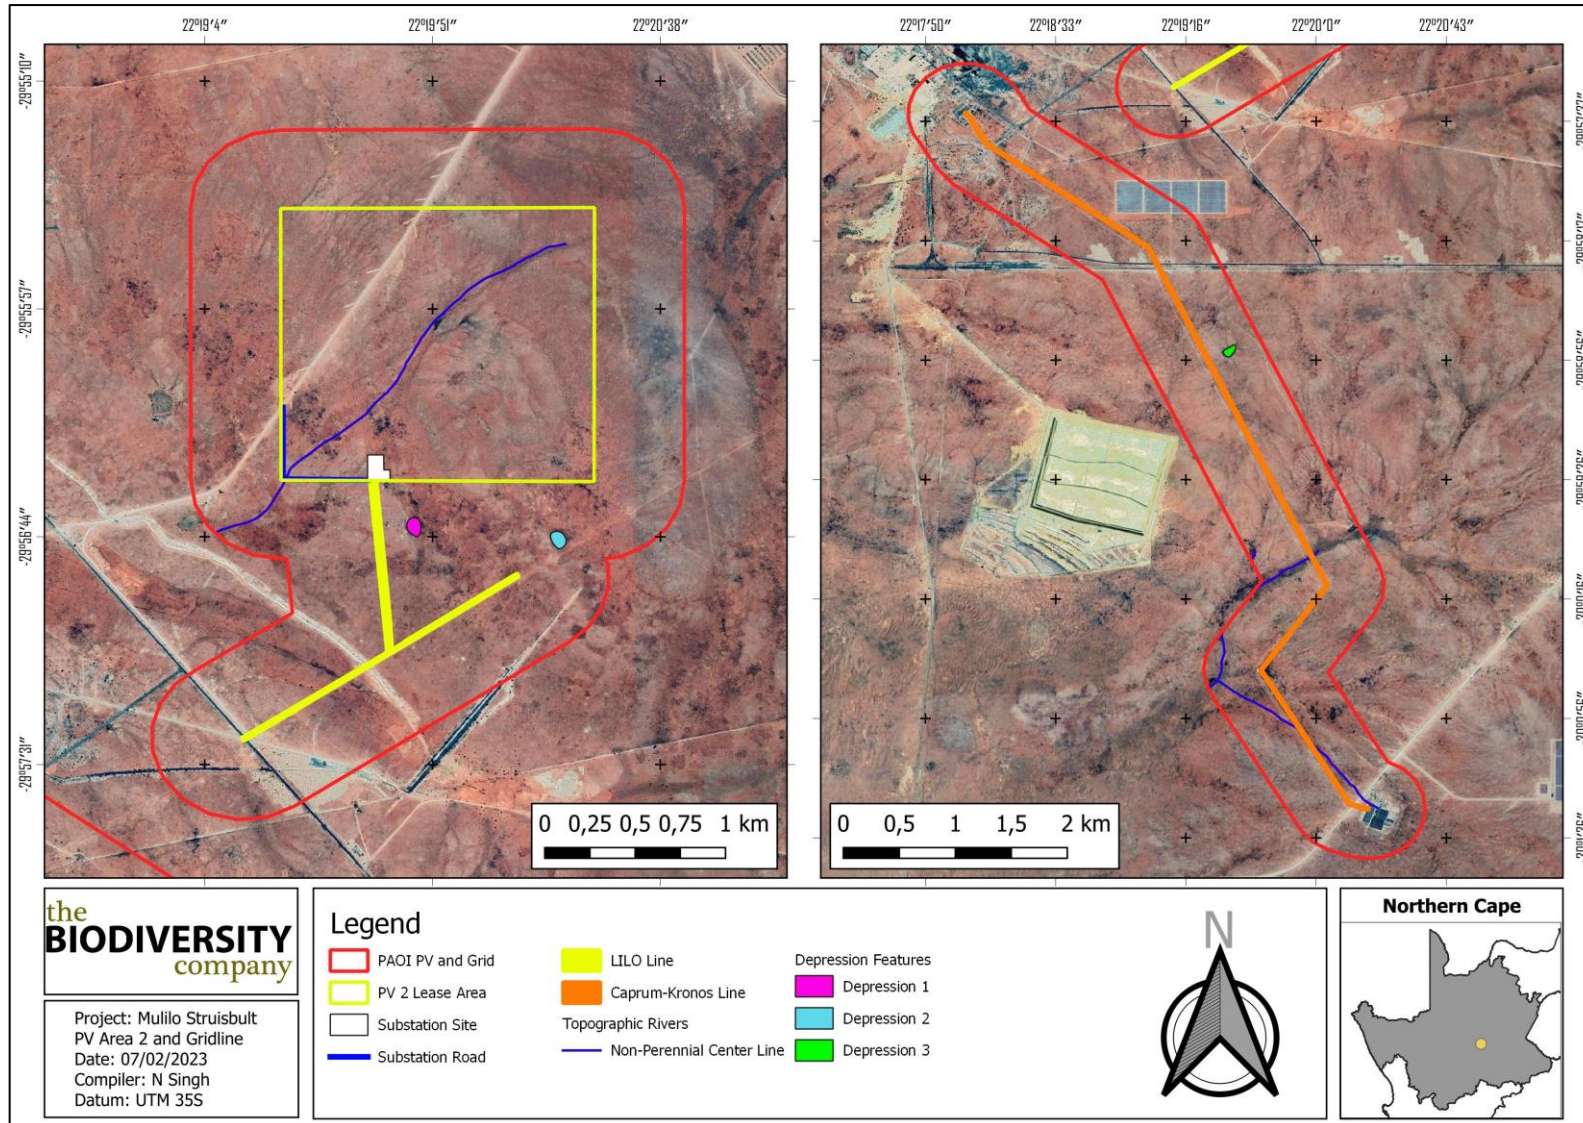 22°19'4" 22°19'51" 22°20'38" 22°17'50" 22°18'33" 22°19'16" 22°20'0" 22°20'43"
-29°55'10"
-29°55'57"
-29°56'44"
-29°57'31"
0 0,25 0,5 0,75 1 km
0 0,5 1 1,5 2 km
the
BIODIVERSITY
company
Project: Mulilo Struisbult
PV Area 2 and Gridline
Date: 07/02/2023
Compiler: N Singh
Datum: UTM 35S
Legend
PAOI PV and Grid
PV 2 Lease Area
Substation Site
Substation Road
LILO Line
Caprum-Kronos Line
Topographic Rivers
Non-Perennial Center Line
Depression Features
Depression 1
Depression 2
Depression 3
N
Northern Cape